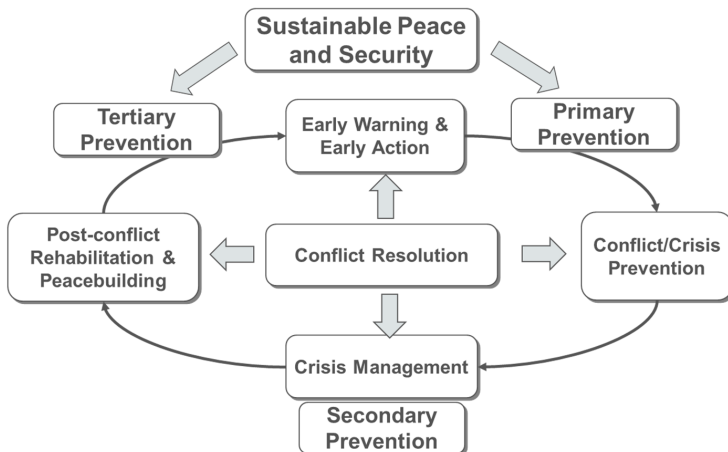 Sustainable Peace
and Security
Tertiary
Prevention
Early Warning &
Early Action
Primary
Prevention
Post-conflict
Rehabilitation &
Peacebuilding
Conflict Resolution
Conflict/Crisis
Prevention
Crisis Management
Secondary
Prevention